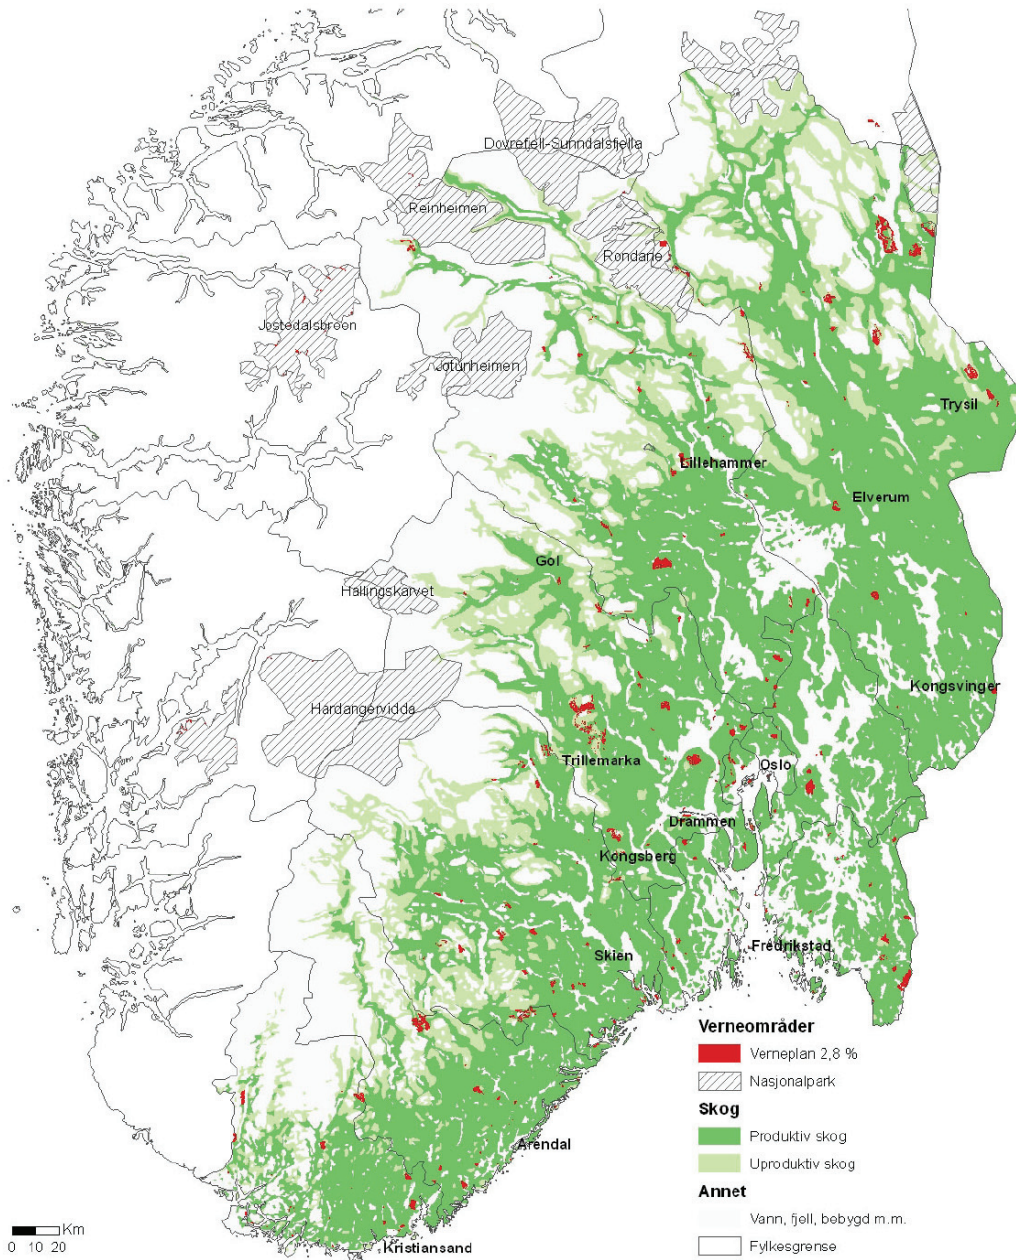 Dovrefjell-Sunndalsfjella
Reinheimen
Rondane
Jostedalsbreen
Jotunheimen
Trysil
Lillehammer
Elverum
Gol
Hallingskarvet
Kongsvinger
Hardangervidda
Trillemarka
Oslo
Drammen
Kongsberg
Fredrikstad
Skien
Verneområder
Verneplan 2,8 %
Nasjonalpark
Skog
Produktiv skog
Uproduktiv skog
Arendal
Annet
Vann, fjell, bebygd m.m.
Km
0 10 20
Fylkesgrense
Kristiansand